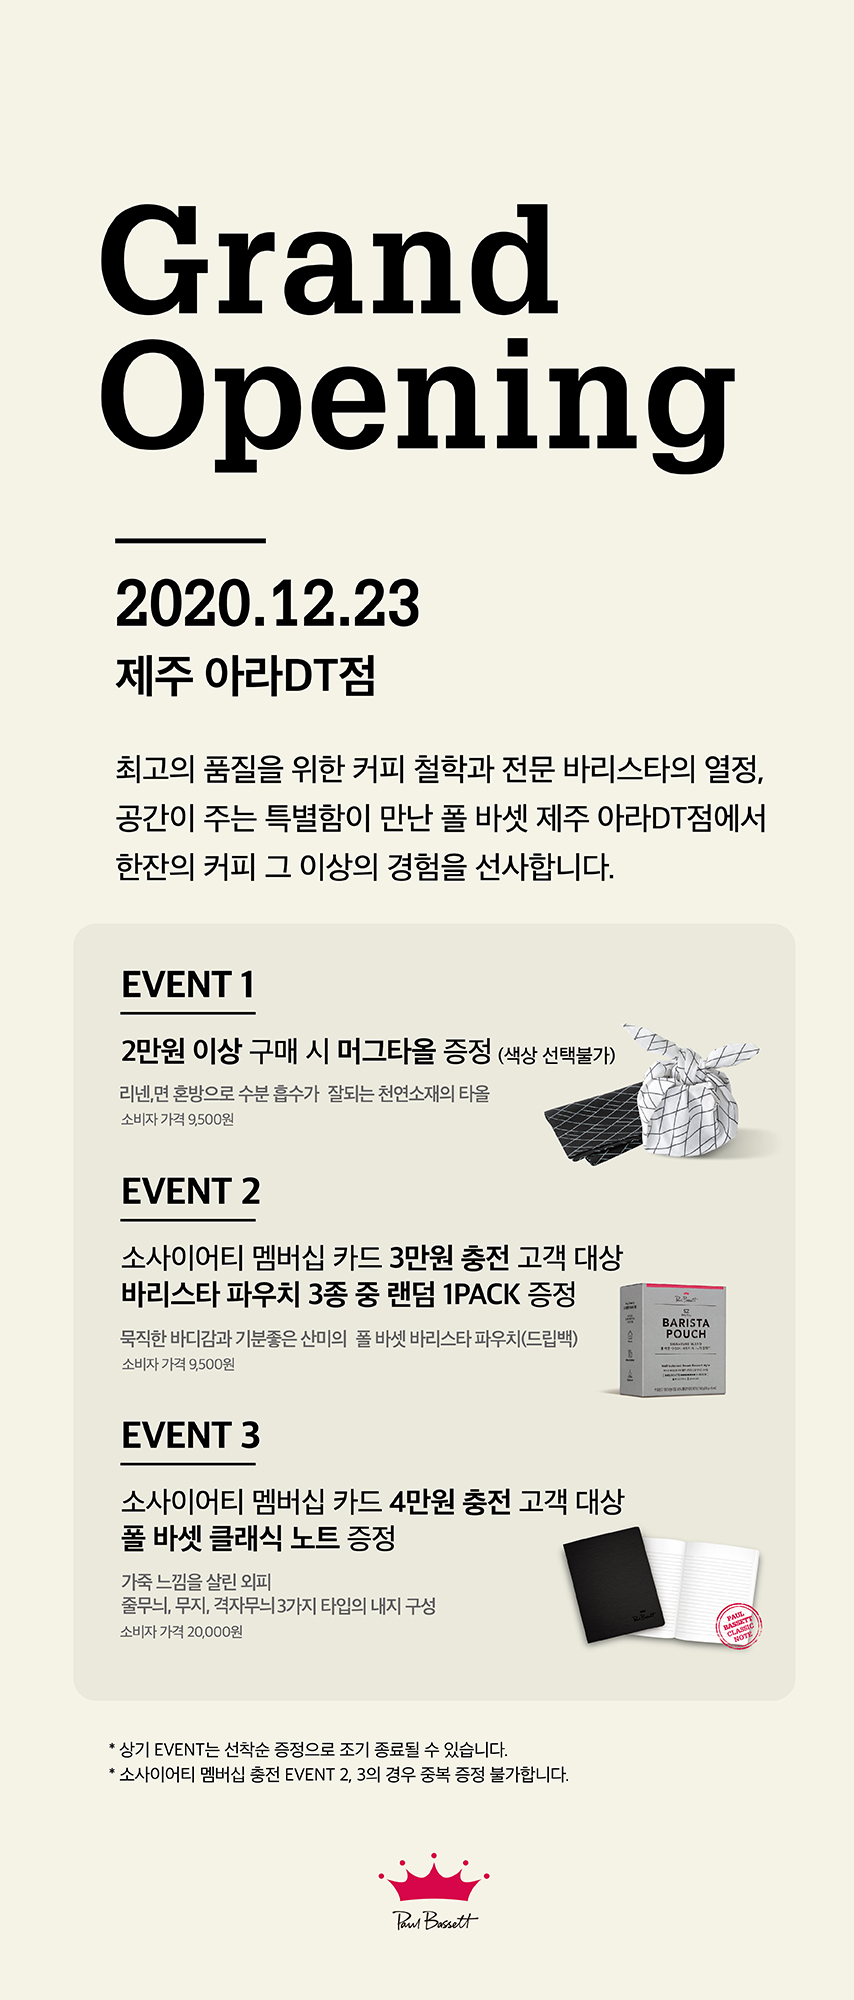 Grand
Opening
2020.12.23
제주 아라DT점
최고의 품질을 위한 커피 철학과 전문 바리스타의 열정,
공간이 주는 특별함이 만난 폴 바셋 제주 아라DT점에서
한잔의 커피 그 이상의 경험을 선사합니다.
EVENT 1
2만원 이상 구매 시 머그타올 증정 (색상 선택불가)
리넨,면 혼방으로 수분 흡수가 잘되는 천연소재의 타올
소비자 가격 9,500원
EVENT 2
소사이어티 멤버십 카드 3만원 충전 고객 대상
바리스타 파우치 3종 중 랜덤 1PACK 증정
묵직한 바디감과 기분좋은 산미의 폴 바셋 바리스타 파우치(드립백)
소비자 가격 9,500원
Paul Bassett
BARISTA
POUCH
EVENT 3
소사이어티 멤버십 카드 4만원 충전 고객 대상
폴 바셋 클래식 노트 증정
가죽 느낌을 살린 외피
줄무늬, 무지, 격자무늬 3가지 타입의 내지 구성
소비자 가격 20,000원
Paul Bassett
PAUL
BASSETT
CLASSIC
NOTE
* 상기 EVENT는 선착순 증정으로 조기 종료될 수 있습니다.
* 소사이어티 멤버십 충전 EVENT 2, 3의 경우 중복 증정 불가합니다.
Paul Bassett